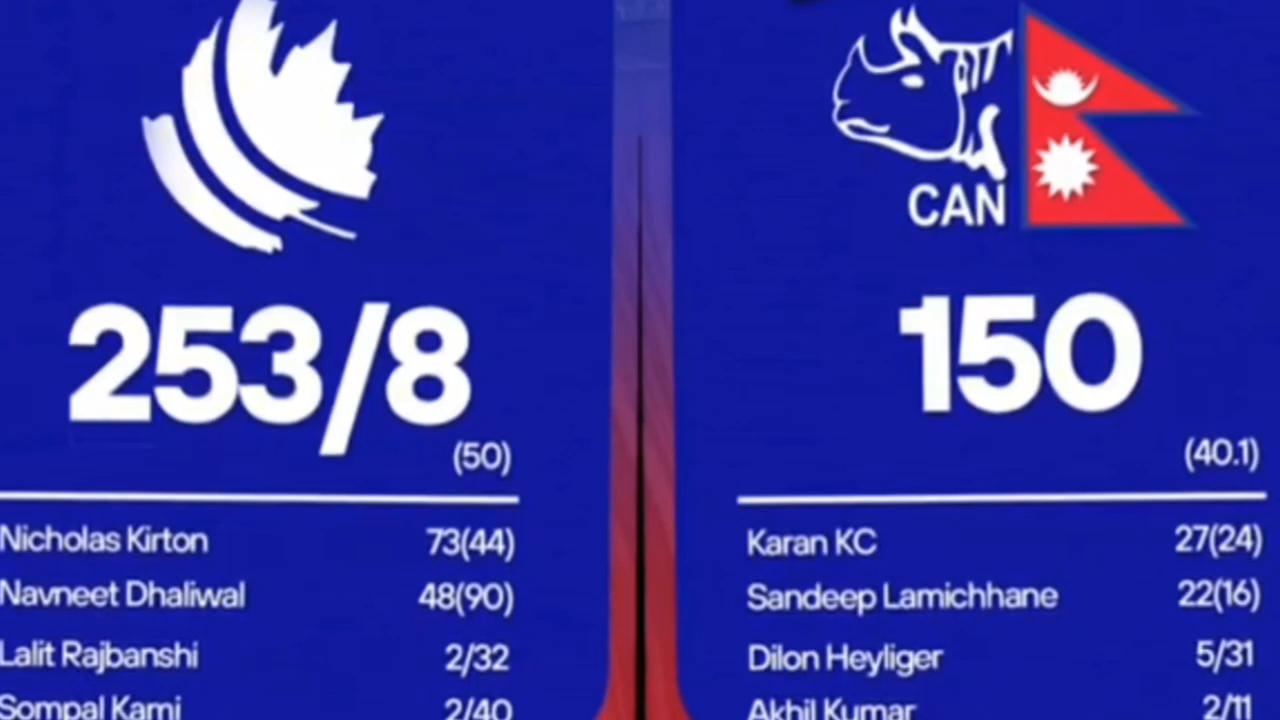 CAN
253/8
(50)
Nicholas Kirton 73(44)
Navneet Dhaliwal 48(90)
Lalit Rajbanshi 2/32
Sompal Kami 2/40
150
(40.1)
Karan KC 27(24)
Sandeep Lamichhane 22(16)
Dilon Heyliger 5/31
Akhil Kumar 2/11